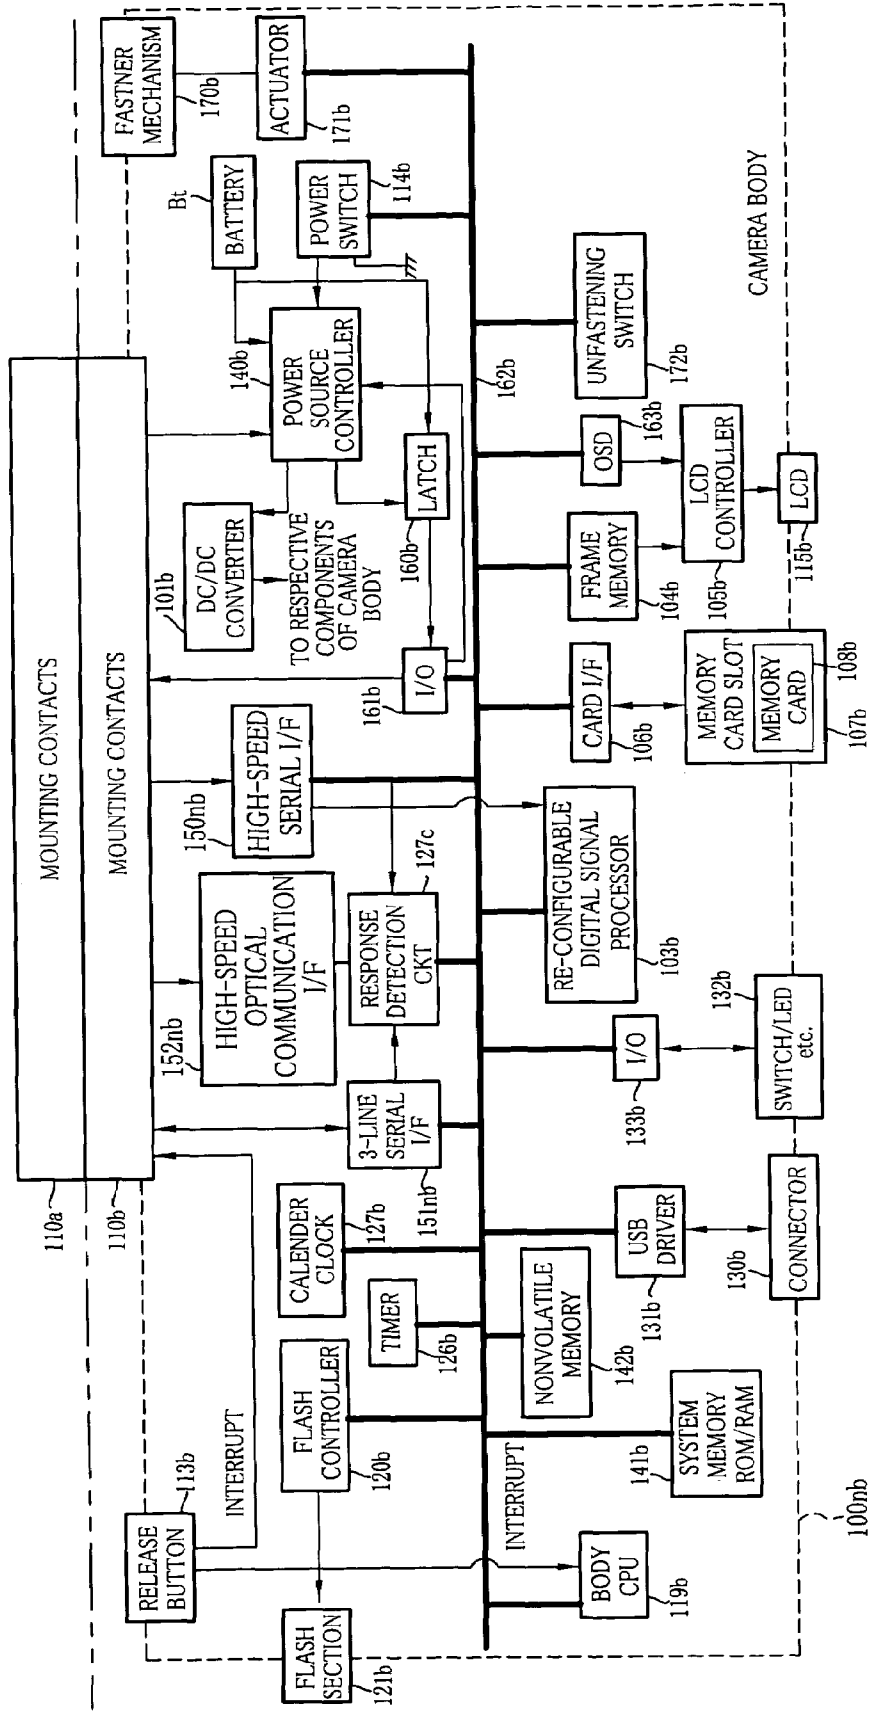 MOUNTING CONTACTS
110a
MOUNTING CONTACTS
110b
RELEASE
BUTTON
113b
INTERRUPT
FLASH
SECTION
121b
FLASH
CONTROLLER
120b
TIMER
126b
CALENDER
CLOCK
127b
3-LINE
SERIAL
I/F
151nb
HIGH-SPEED
OPTICAL
COMMUNICATION
I/F
152nb
RESPONSE
DETECTION
CKT
127c
HIGH-SPEED
SERIAL I/F
150nb
I/O
161b
DC/DC
CONVERTER
101b
TO RESPECTIVE
COMPONENTS
OF CAMERA
BODY
LATCH
160b
POWER
SOURCE
CONTROLLER
140b
BATTERY
Bt
POWER
SWITCH
114b
FASTNER
MECHANISM
170b
ACTUATOR
171b
162b
INTERRUPT
BODY
CPU
119b
SYSTEM
MEMORY
ROM/RAM
141b
NONVOLATILE
MEMORY
142b
USB
DRIVER
131b
CONNECTOR
130b
I/O
133b
SWITCH/LED
etc.
132b
RE-CONFIGURABLE
DIGITAL SIGNAL
PROCESSOR
103b
CARD I/F
106b
MEMORY
CARD SLOT
107b
MEMORY
CARD
108b
FRAME
MEMORY
104b
OSD
163b
LCD
CONTROLLER
105b
LCD
115b
UNFASTENING
SWITCH
172b
CAMERA BODY
100nb